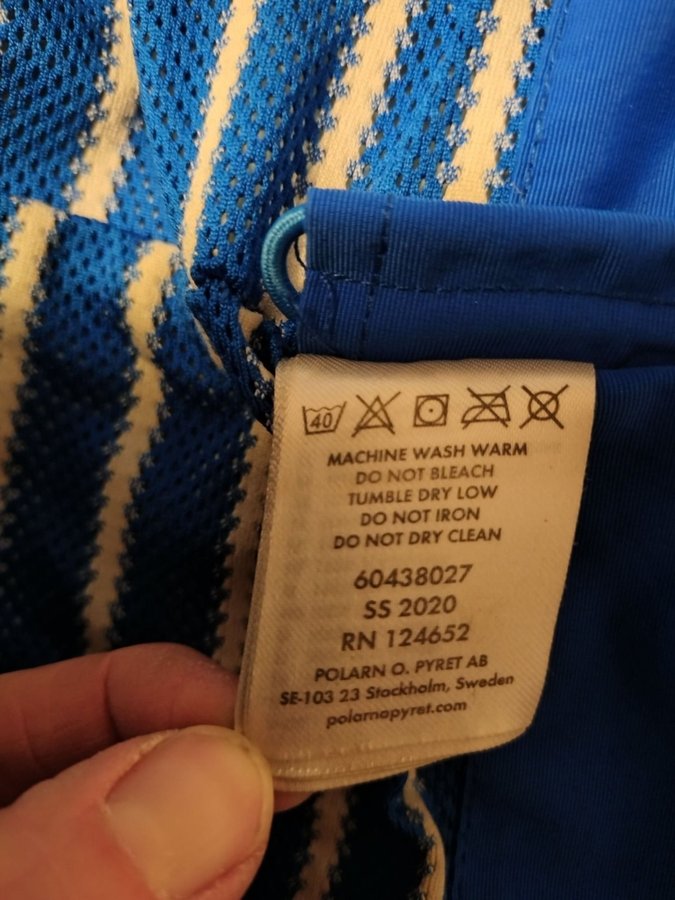 40
MACHINE WASH WARM
DO NOT BLEACH
TUMBLE DRY LOW
DO NOT IRON
DO NOT DRY CLEAN
60438027
SS 2020
RN 124652
POLARN O. PYRET AB
SE-103 23 Stockholm, Sweden
polarnopyret.com